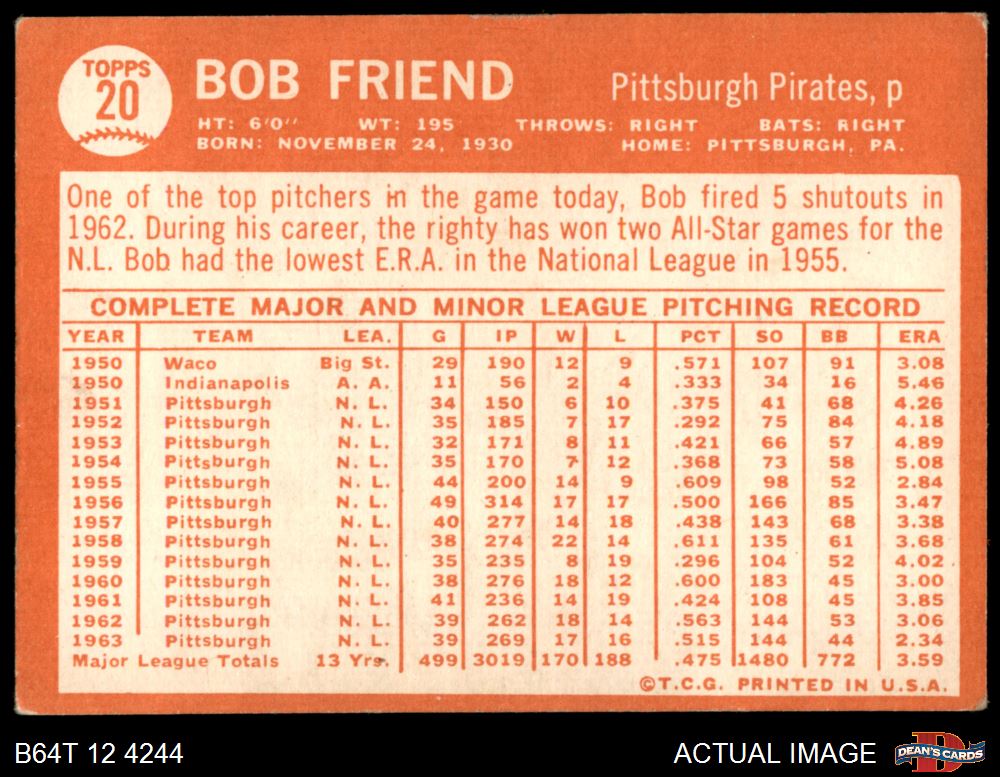 TOPPS
20
BOB FRIEND
Pittsburgh Pirates, p
HT: 6'0" WT: 195 THROWS: RIGHT BATS: RIGHT
BORN: NOVEMBER 24, 1930 HOME: PITTSBURGH, PA.
One of the top pitchers in the game today, Bob fired 5 shutouts in
1962. During his career, the righty has won two All-Star games for the
N.L. Bob had the lowest E.R.A. in the National League in 1955.
COMPLETE MAJOR AND MINOR LEAGUE PITCHING RECORD
YEAR TEAM LEA. G IP W L PCT SO BB ERA
1950 Waco Big St. 29 190 12 9 .571 107 91 3.08
1950 Indianapolis A. A. 11 56 2 4 .333 34 16 5.46
1951 Pittsburgh N. L. 34 150 6 10 .375 41 68 4.26
1952 Pittsburgh N. L. 35 185 7 17 .292 75 84 4.18
1953 Pittsburgh N. L. 32 171 8 11 .421 66 57 4.89
1954 Pittsburgh N. L. 35 170 7 12 .368 73 58 5.08
1955 Pittsburgh N. L. 44 200 14 9 .609 98 52 2.84
1956 Pittsburgh N. L. 49 314 17 17 .500 166 85 3.47
1957 Pittsburgh N. L. 40 277 14 18 .438 143 68 3.38
1958 Pittsburgh N. L. 38 274 22 14 .611 135 61 3.68
1959 Pittsburgh N. L. 35 235 8 19 .296 104 52 4.02
1960 Pittsburgh N. L. 38 276 18 12 .600 183 45 3.00
1961 Pittsburgh N. L. 41 236 14 19 .424 108 45 3.85
1962 Pittsburgh N. L. 39 262 18 14 .563 144 53 3.06
1963 Pittsburgh N. L. 39 269 17 16 .515 144 44 2.34
Major League Totals 13 Yrs. 499 3019 170 188 .475 1480 772 3.59
©T.C.G. PRINTED IN U.S.A.
B64T 12 4244
ACTUAL IMAGE
D
DEAN'S CARDS